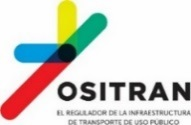 OSITRAN
EL REGULADOR DE LA INFRAESTRUCTURA
DE TRANSPORTE DE USO PÚBLICO